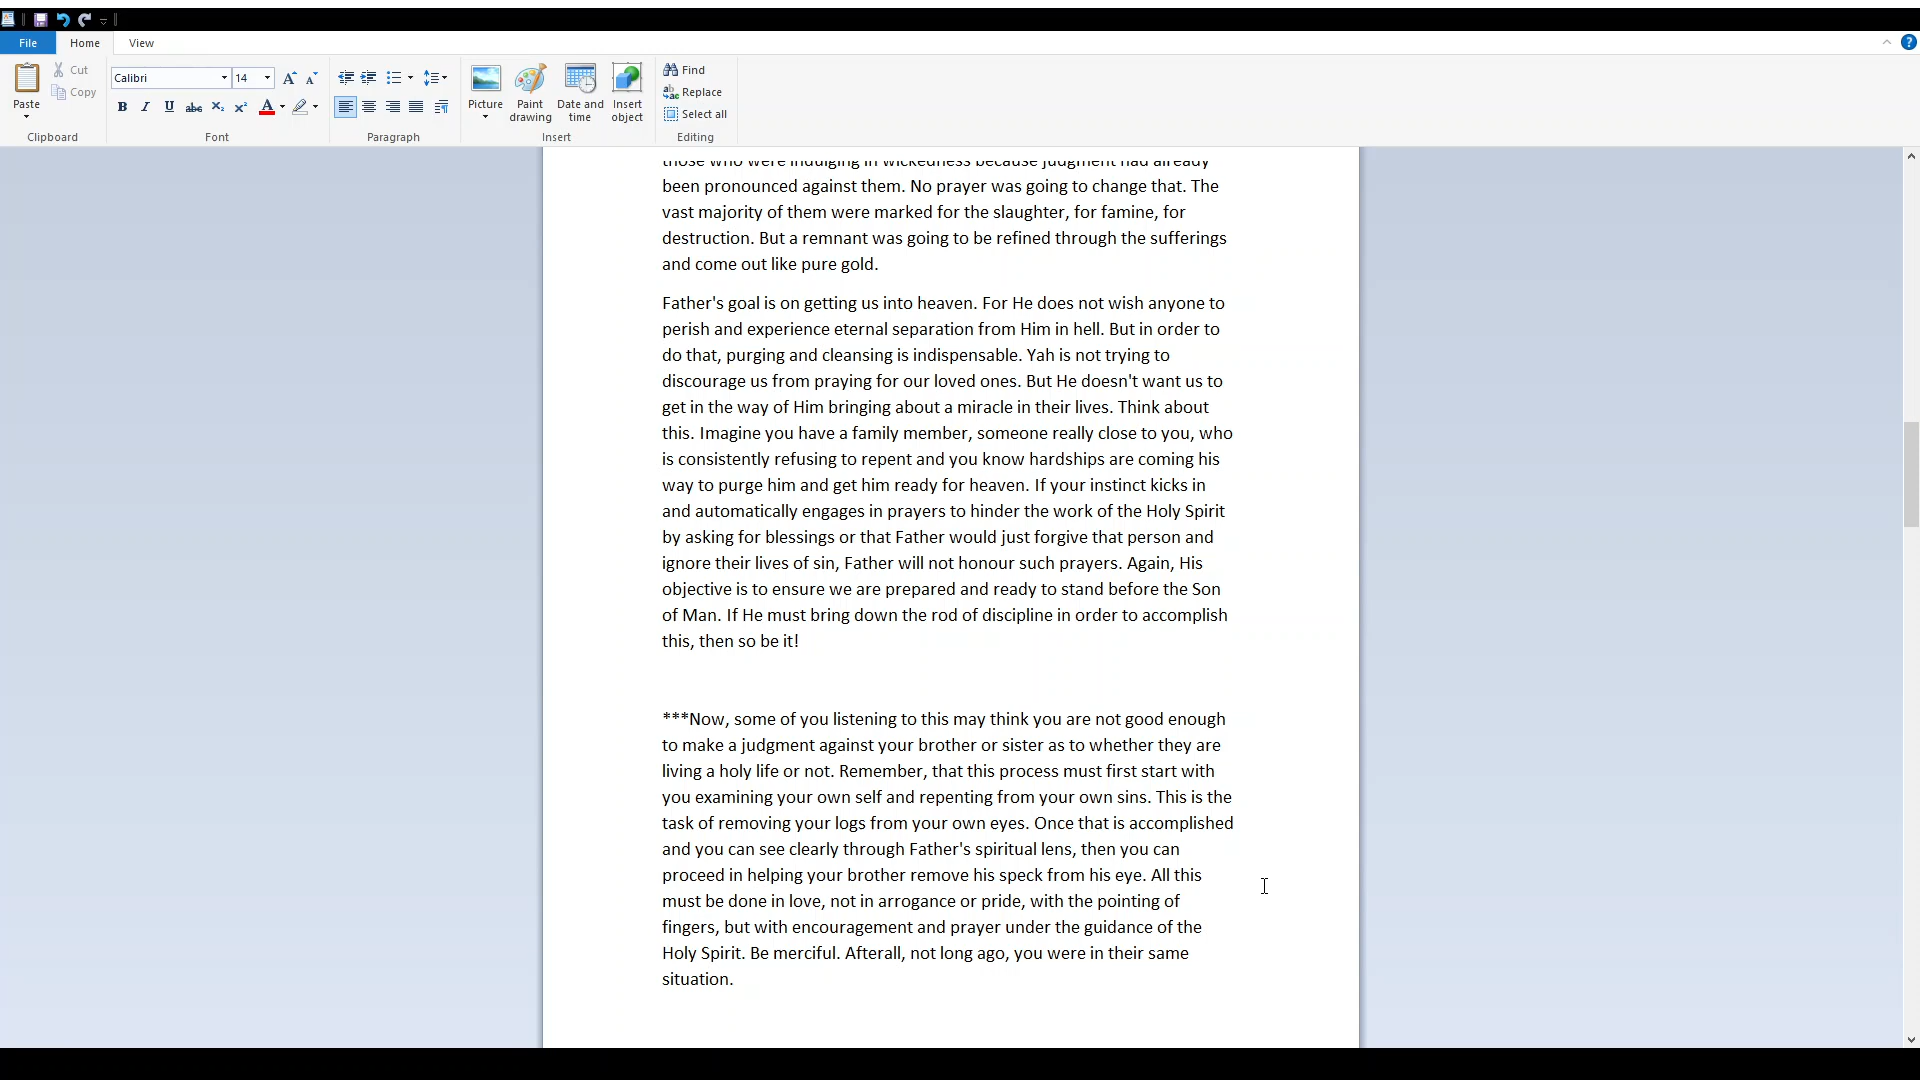 File Home View
Calibri 14
Paste
Cut
Copy
Clipboard
B I U abc X₂ X² A
Font
Paragraph
Picture
Paint drawing
Date and time
Insert object
Insert
Find
Replace
Select all
Editing
those who were indulging in wickedness because judgment had already
been pronounced against them. No prayer was going to change that. The
vast majority of them were marked for the slaughter, for famine, for
destruction. But a remnant was going to be refined through the sufferings
and come out like pure gold.
Father's goal is on getting us into heaven. For He does not wish anyone to
perish and experience eternal separation from Him in hell. But in order to
do that, purging and cleansing is indispensable. Yah is not trying to
discourage us from praying for our loved ones. But He doesn't want us to
get in the way of Him bringing about a miracle in their lives. Think about
this. Imagine you have a family member, someone really close to you, who
is consistently refusing to repent and you know hardships are coming his
way to purge him and get him ready for heaven. If your instinct kicks in
and automatically engages in prayers to hinder the work of the Holy Spirit
by asking for blessings or that Father would just forgive that person and
ignore their lives of sin, Father will not honour such prayers. Again, His
objective is to ensure we are prepared and ready to stand before the Son
of Man. If He must bring down the rod of discipline in order to accomplish
this, then so be it!
***Now, some of you listening to this may think you are not good enough
to make a judgment against your brother or sister as to whether they are
living a holy life or not. Remember, that this process must first start with
you examining your own self and repenting from your own sins. This is the
task of removing your logs from your own eyes. Once that is accomplished
and you can see clearly through Father's spiritual lens, then you can
proceed in helping your brother remove his speck from his eye. All this
must be done in love, not in arrogance or pride, with the pointing of
fingers, but with encouragement and prayer under the guidance of the
Holy Spirit. Be merciful. Afterall, not long ago, you were in their same
situation.